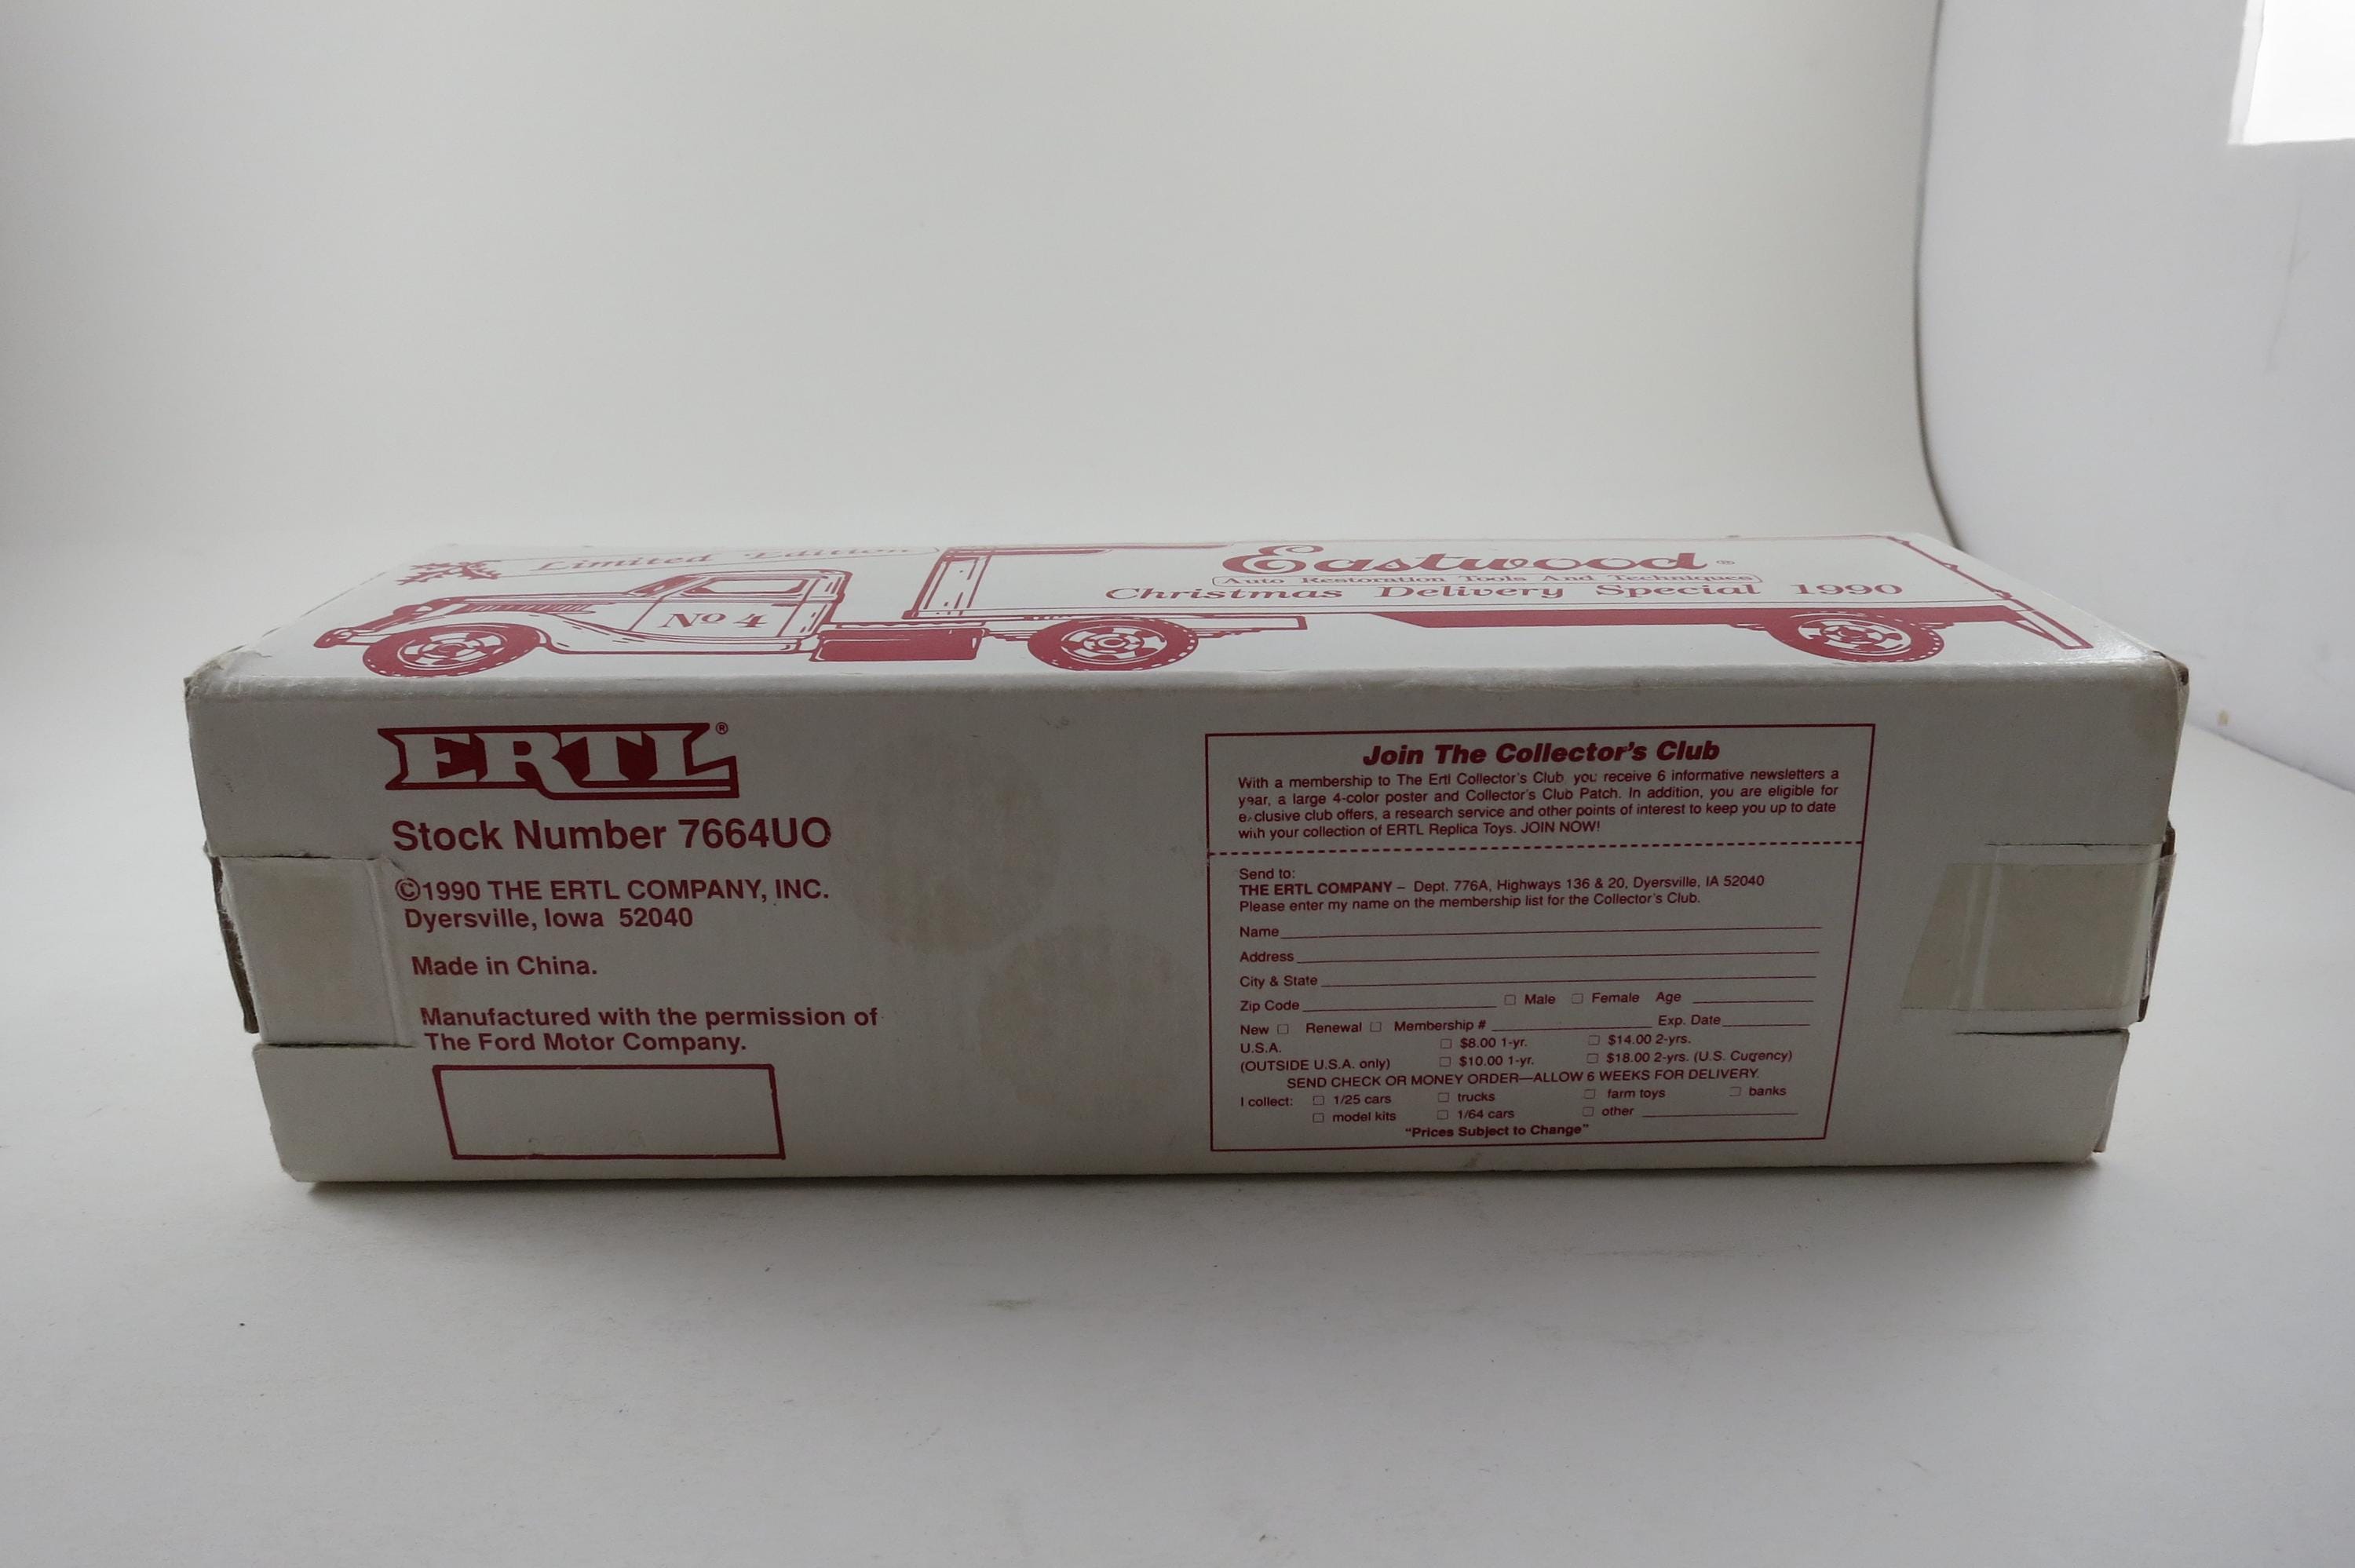 Limited Edition
Eastwood®
Auto Restoration Tools And Techniques
Christmas Delivery Special 1990
No 4
ERTL®
Stock Number 7664UO
©1990 THE ERTL COMPANY, INC.
Dyersville, Iowa 52040
Made in China.
Manufactured with the permission of
The Ford Motor Company.
Join The Collector's Club
With a membership to The Ertl Collector's Club you receive 6 informative newsletters a
year, a large 4-color poster and Collector's Club Patch. In addition, you are eligible for
exclusive club offers, a research service and other points of interest to keep you up to date
with your collection of ERTL Replica Toys. JOIN NOW!
Send to:
THE ERTL COMPANY – Dept. 776A, Highways 136 & 20, Dyersville, IA 52040
Please enter my name on the membership list for the Collector's Club.
Name
Address
City & State
Zip Code Male Female Age
New Renewal Membership # Exp. Date
U.S.A. $8.00 1-yr. $14.00 2-yrs.
(OUTSIDE U.S.A. only) $10.00 1-yr. $18.00 2-yrs. (U.S. Currency)
SEND CHECK OR MONEY ORDER—ALLOW 6 WEEKS FOR DELIVERY.
I collect: 1/25 cars trucks farm toys banks
model kits 1/64 cars other
"Prices Subject to Change"